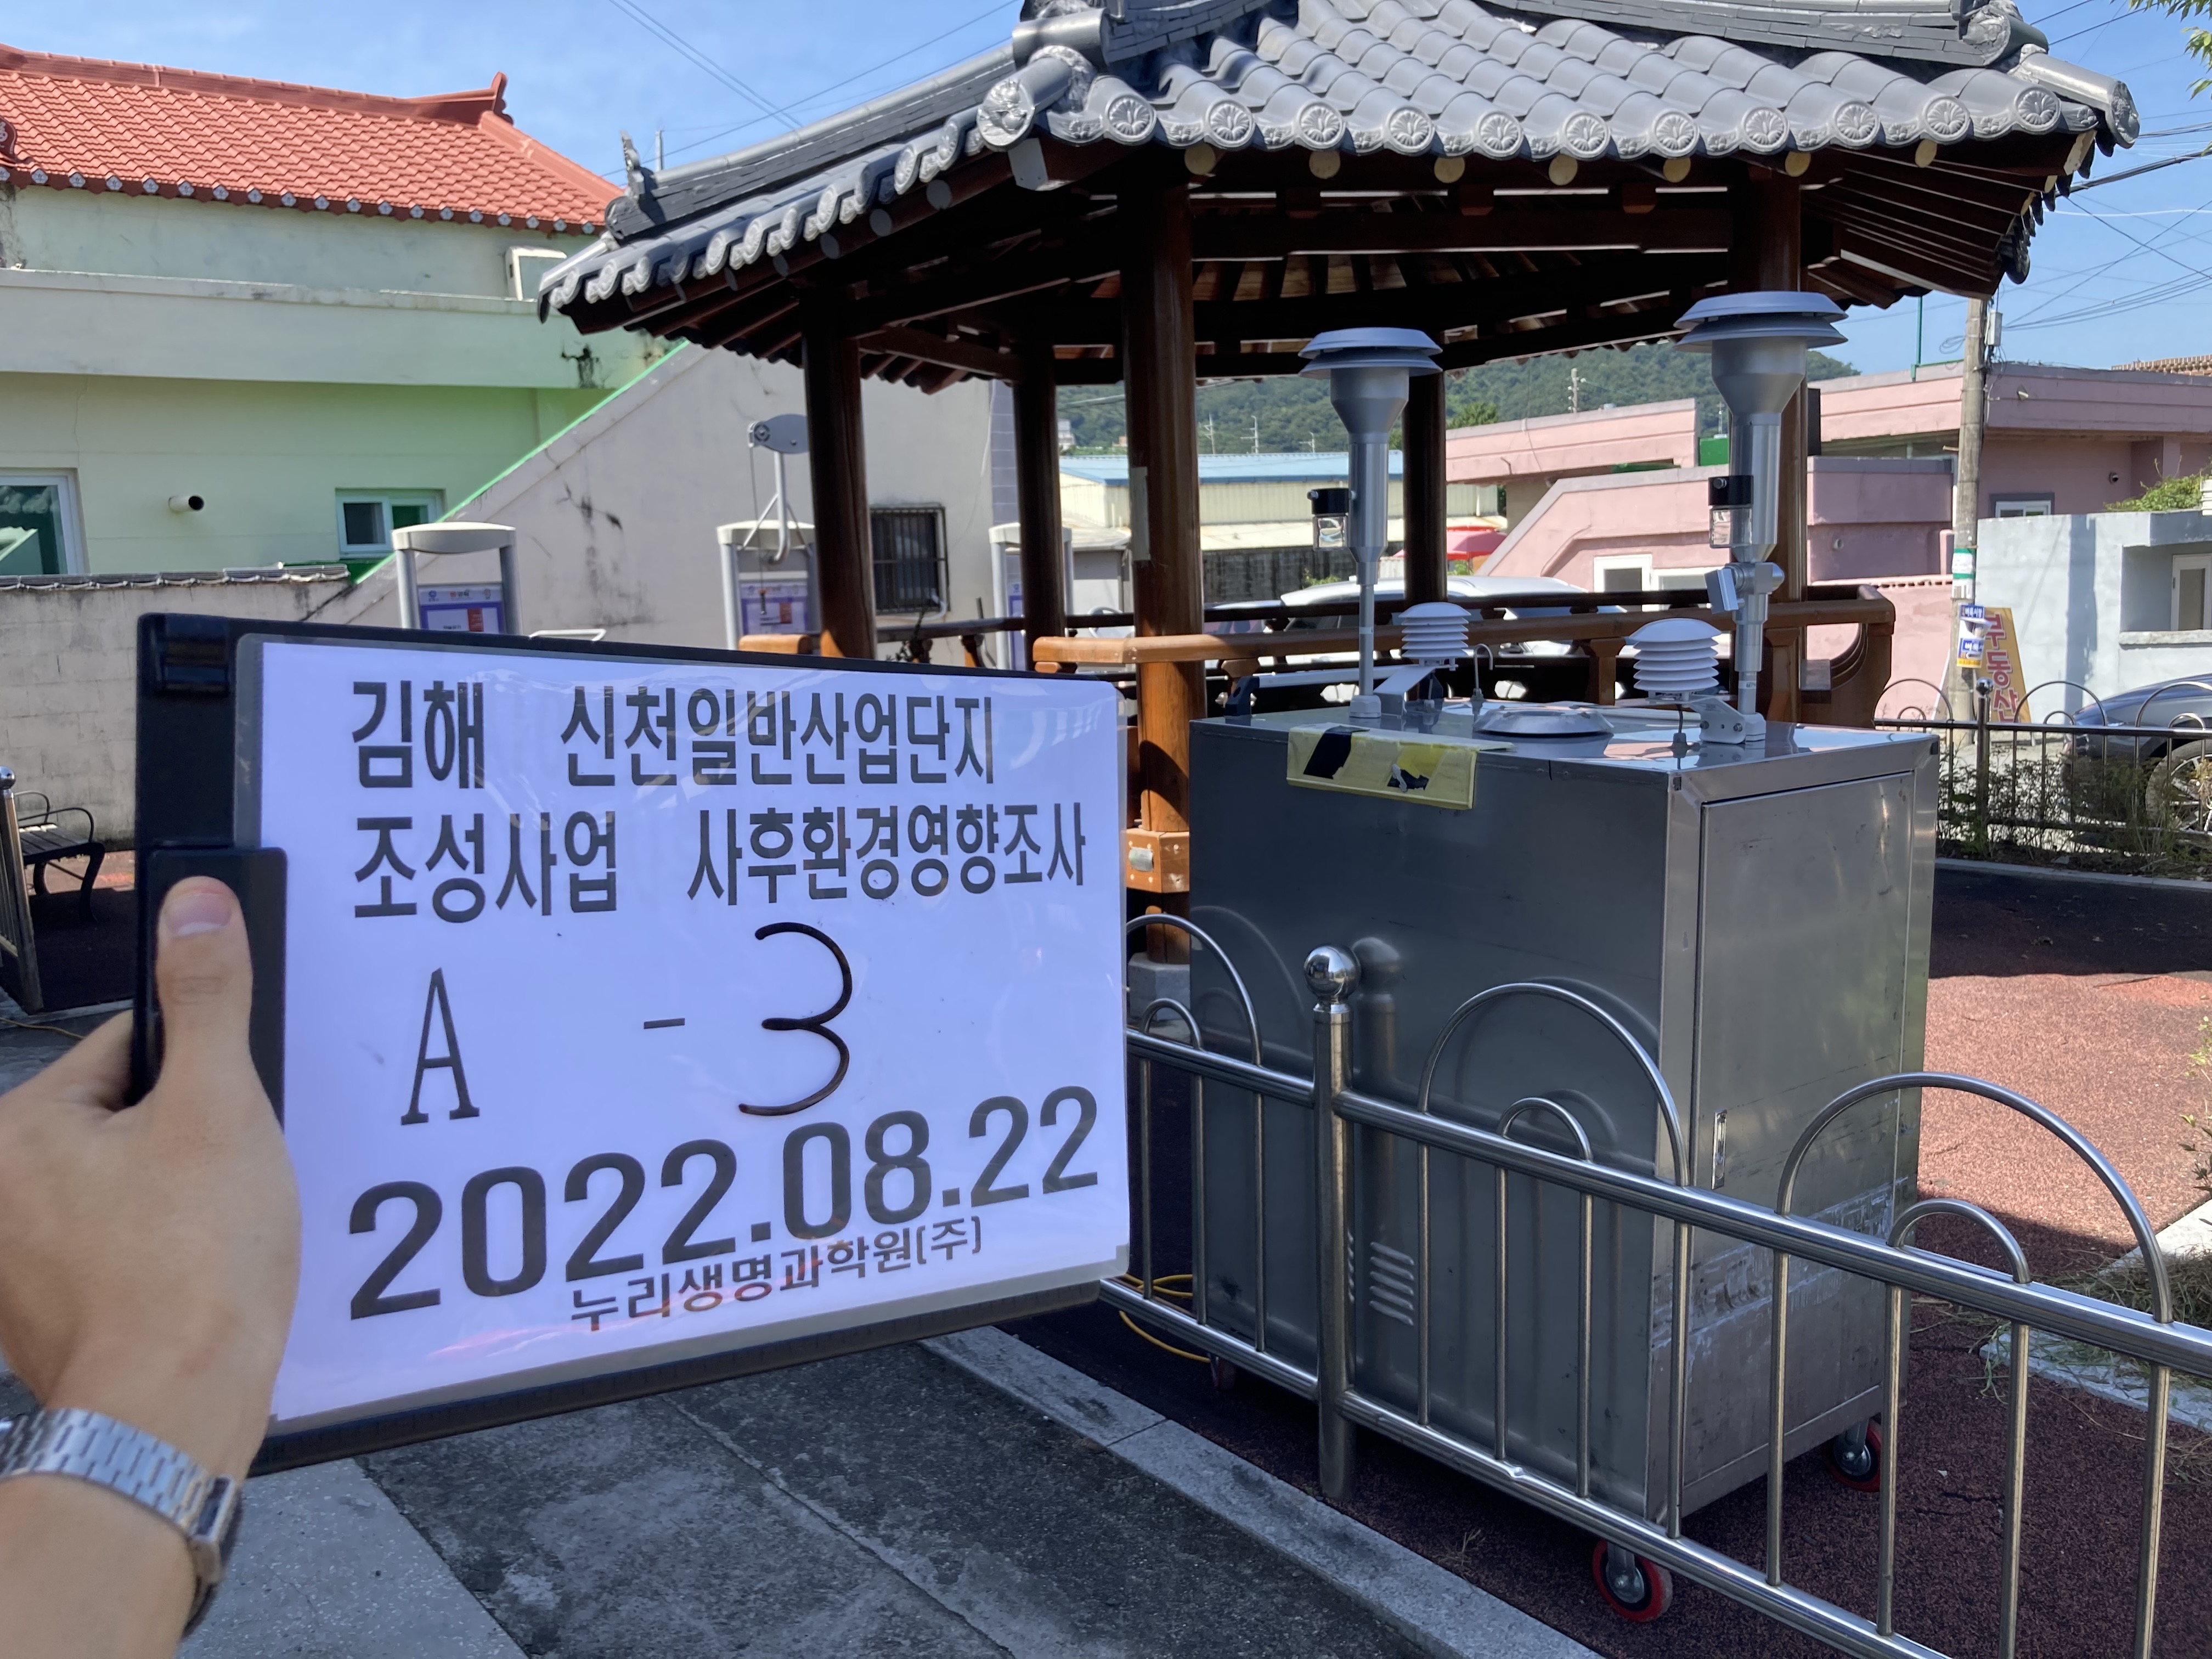 김해 신천일반산업단지
조성사업 사후환경영향조사
A - 3
2022.08.22
누리생명과학원(주)